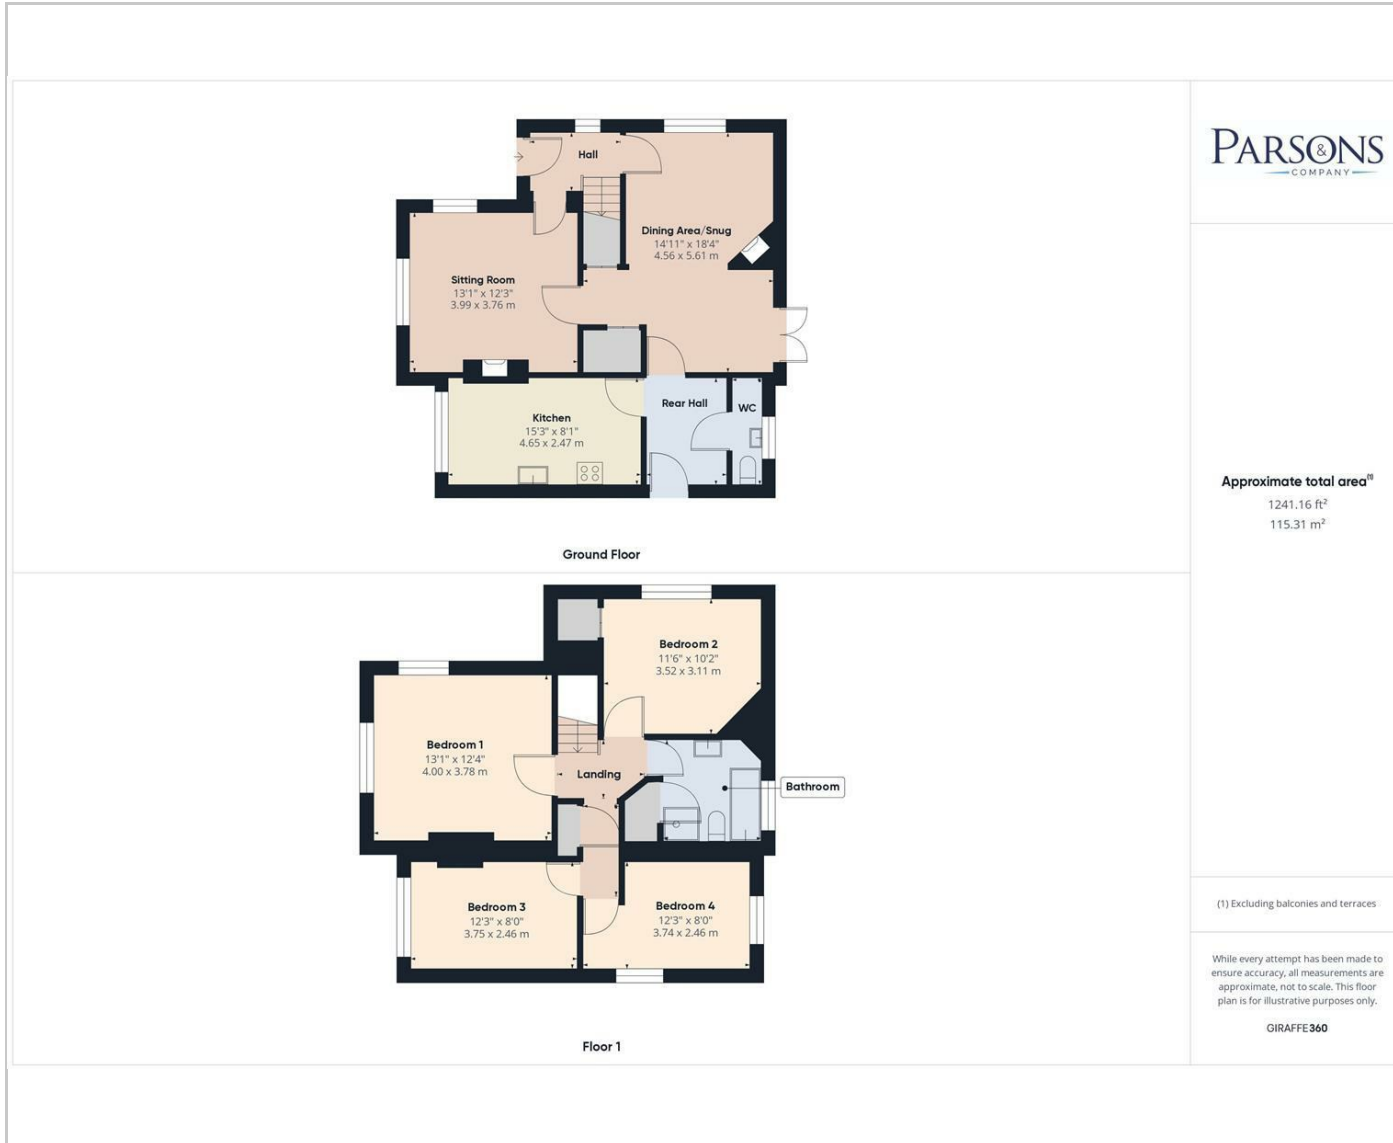 Hall
Dining Area/Snug
14'11" x 18'4"
4.56 x 5.61 m
Sitting Room
13'1" x 12'3"
3.99 x 3.76 m
Kitchen
15'3" x 8'1"
4.65 x 2.47 m
Rear Hall
WC
Ground Floor
Bedroom 2
11'6" x 10'2"
3.52 x 3.11 m
Bedroom 1
13'1" x 12'4"
4.00 x 3.78 m
Landing
Bathroom
Bedroom 3
12'3" x 8'0"
3.75 x 2.46 m
Bedroom 4
12'3" x 8'0"
3.74 x 2.46 m
Floor 1
PARSONS &
COMPANY
Approximate total area(1)
1241.16 ft²
115.31 m²
(1) Excluding balconies and terraces
While every attempt has been made to
ensure accuracy, all measurements are
approximate, not to scale. This floor
plan is for illustrative purposes only.
GIRAFFE360